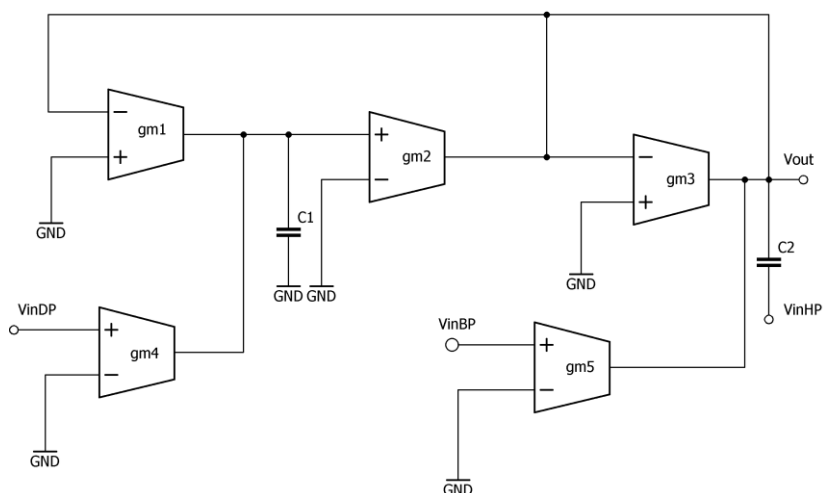 gm1
GND
C1
GND
gm2
GND
gm3
GND
Vout
C2
VinHP
VinDP
gm4
GND
VinBP
gm5
GND